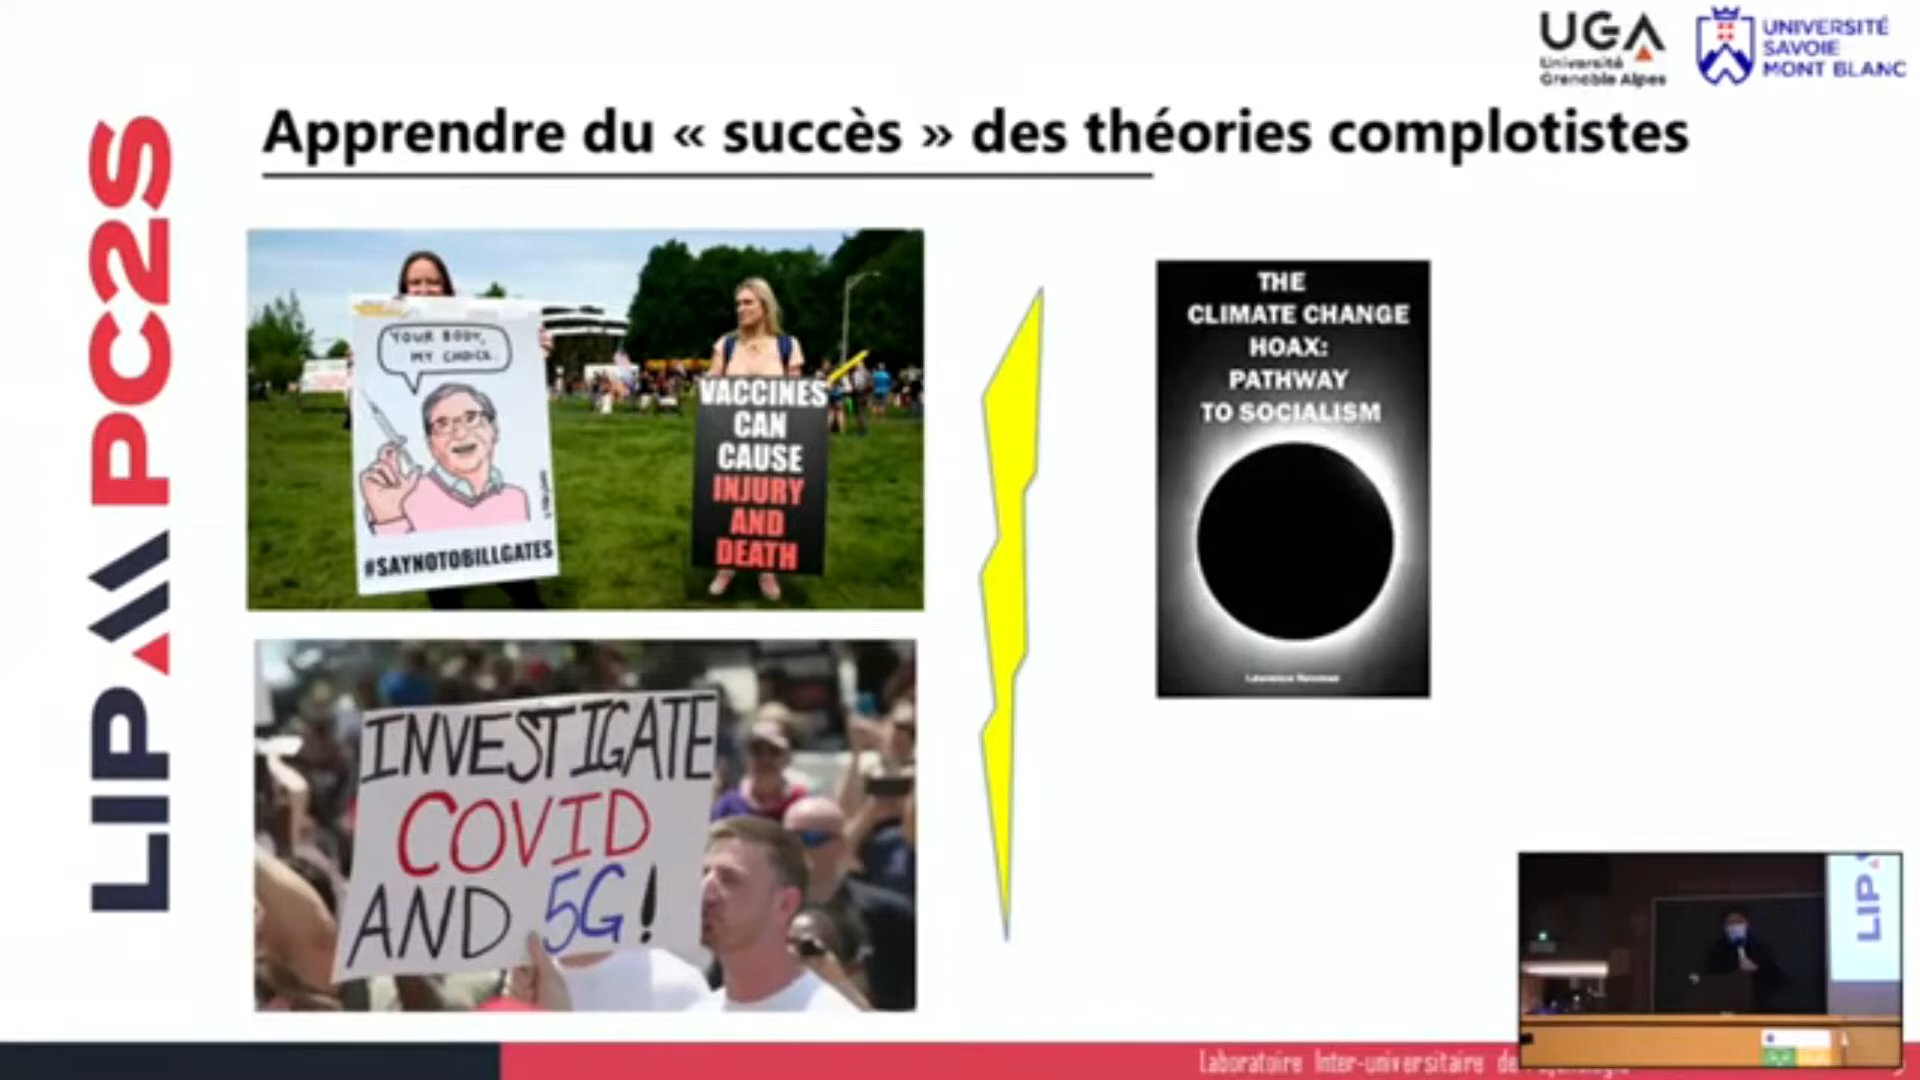 UGA
Université
Grenoble Alpes
UNIVERSITÉ
SAVOIE
MONT BLANC
LIP PC2S
Apprendre du « succès » des théories complotistes
YOUR BODY,
MY CHOICE.
#SAYNOTOBILLGATES
VACCINES
CAN
CAUSE
INJURY
AND
DEATH
INVESTIGATE
COVID
AND 5G!
THE
CLIMATE CHANGE
HOAX:
PATHWAY
TO SOCIALISM
Lawrence Newman
LIP
Laboratoire Inter-universitaire de